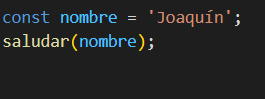 const nombre = 'Joaquín';
saludar(nombre);